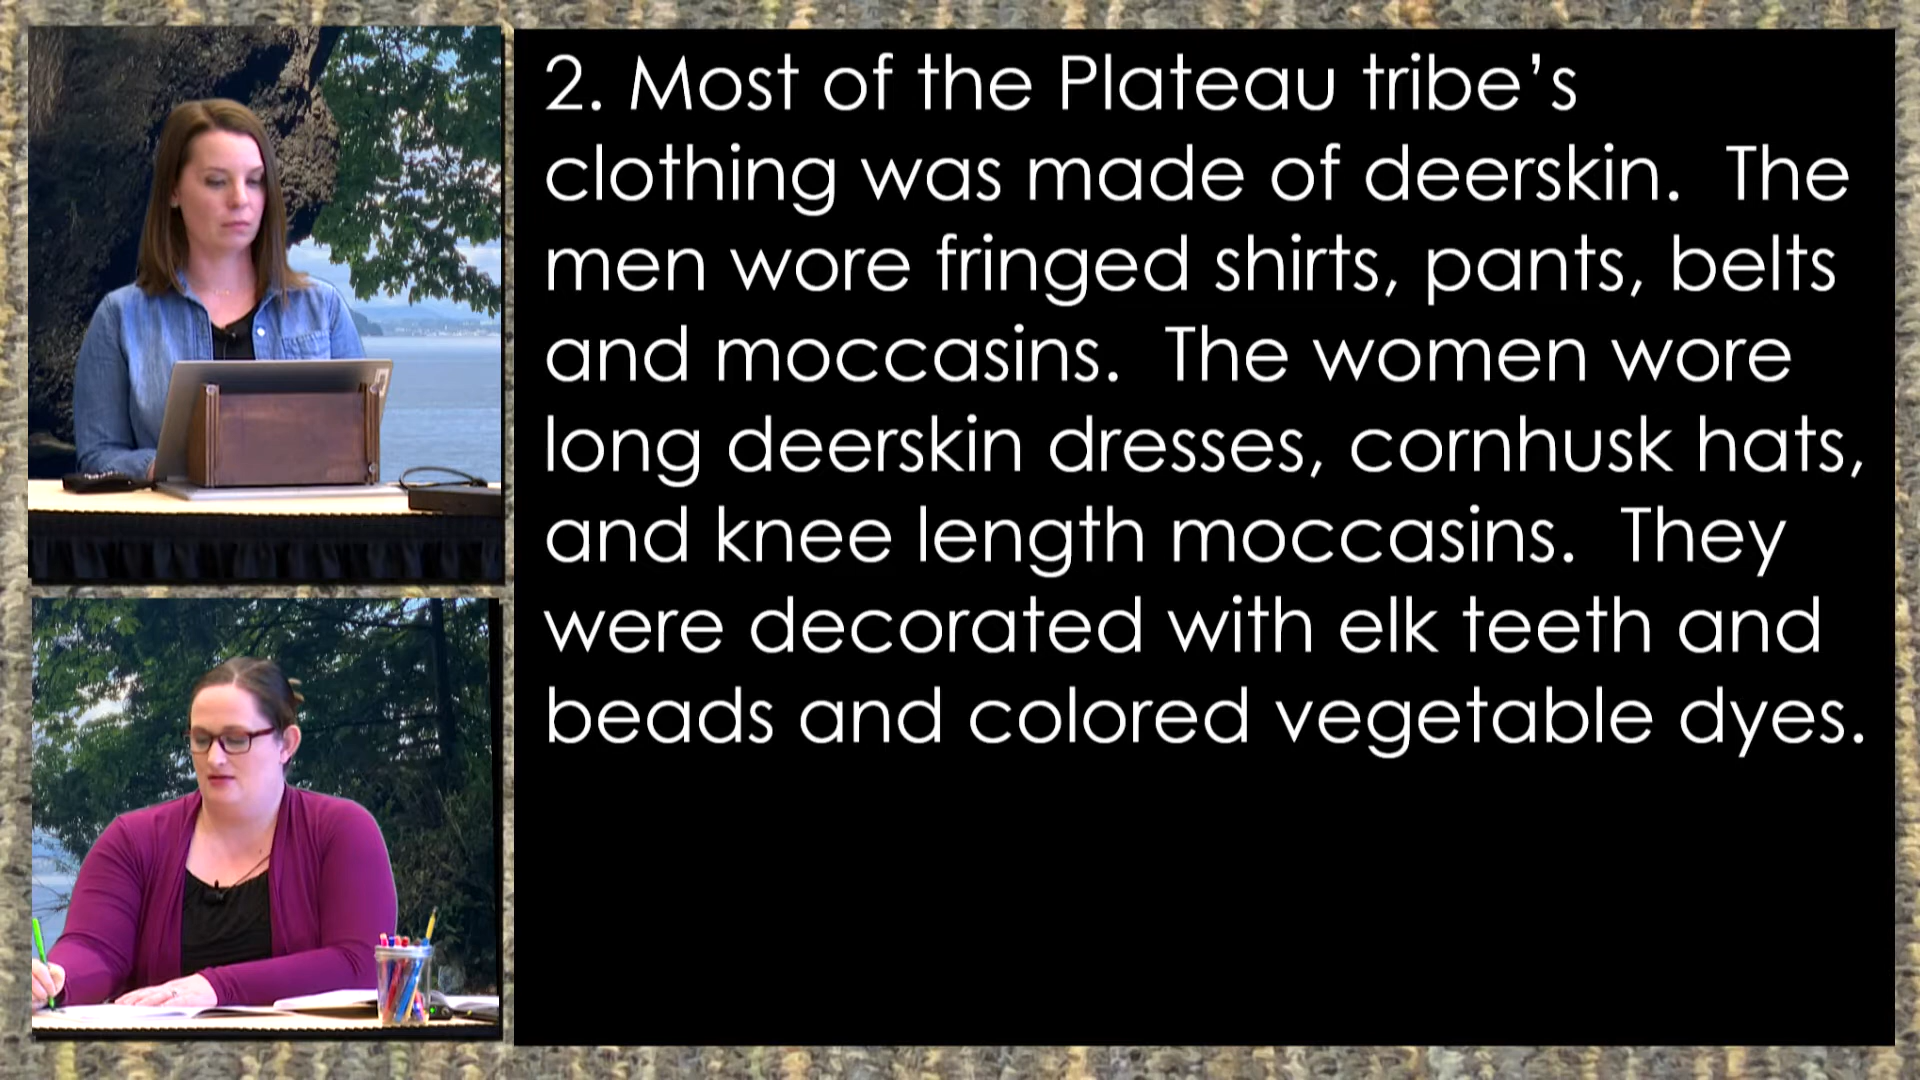 2. Most of the Plateau tribe’s
clothing was made of deerskin.  The
men wore fringed shirts, pants, belts
and moccasins.  The women wore
long deerskin dresses, cornhusk hats,
and knee length moccasins.  They
were decorated with elk teeth and
beads and colored vegetable dyes.